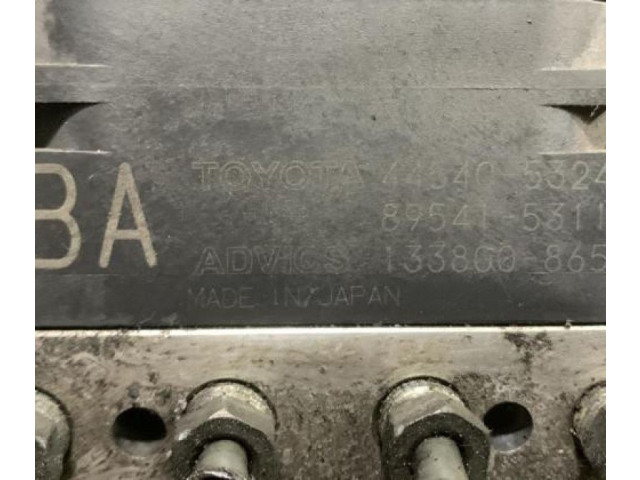 BA
TOYOTA 44540-5324
89541-5311
ADVICS 133800-865
MADE IN JAPAN